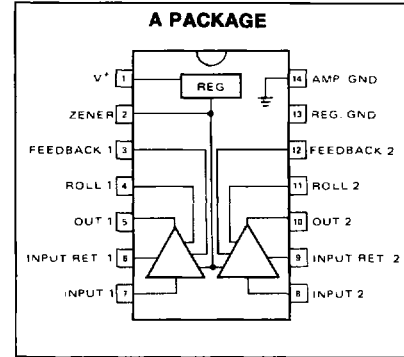 A PACKAGE
V+ 1
REG
14 AMP GND
ZENER 2
13 REG. GND
FEEDBACK 1 3
12 FEEDBACK 2
ROLL 1 4
11 ROLL 2
OUT 1 5
10 OUT 2
INPUT RET 1 6
9 INPUT RET 2
INPUT 1 7
8 INPUT 2